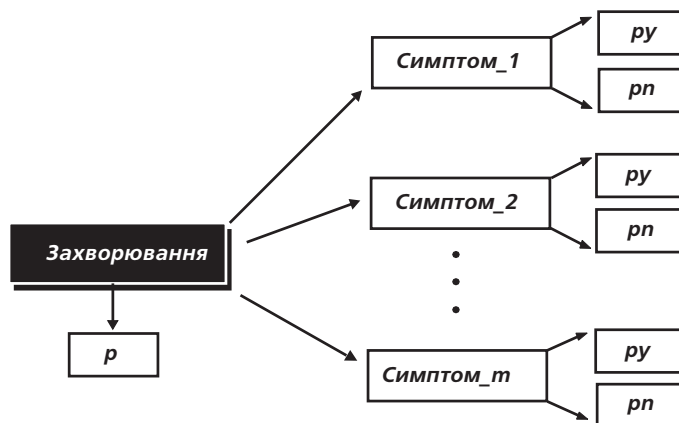 py
Симптом_1
pn
py
Симптом_2
pn
Захворювання
p
py
Симптом_m
pn